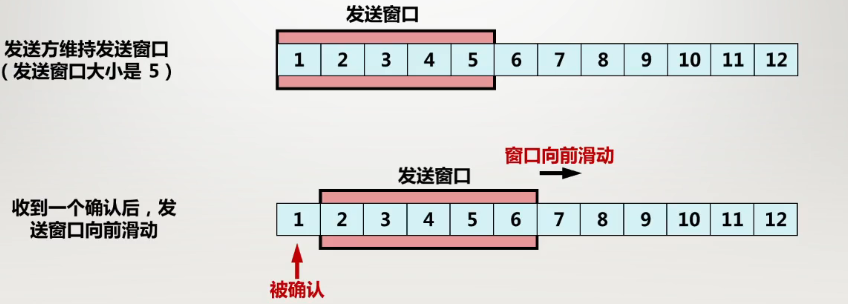 发送窗口
发送方维持发送窗口
（发送窗口大小是 5）
1 2 3 4 5 6 7 8 9 10 11 12
窗口向前滑动
发送窗口
收到一个确认后，发
送窗口向前滑动
1 2 3 4 5 6 7 8 9 10 11 12
被确认